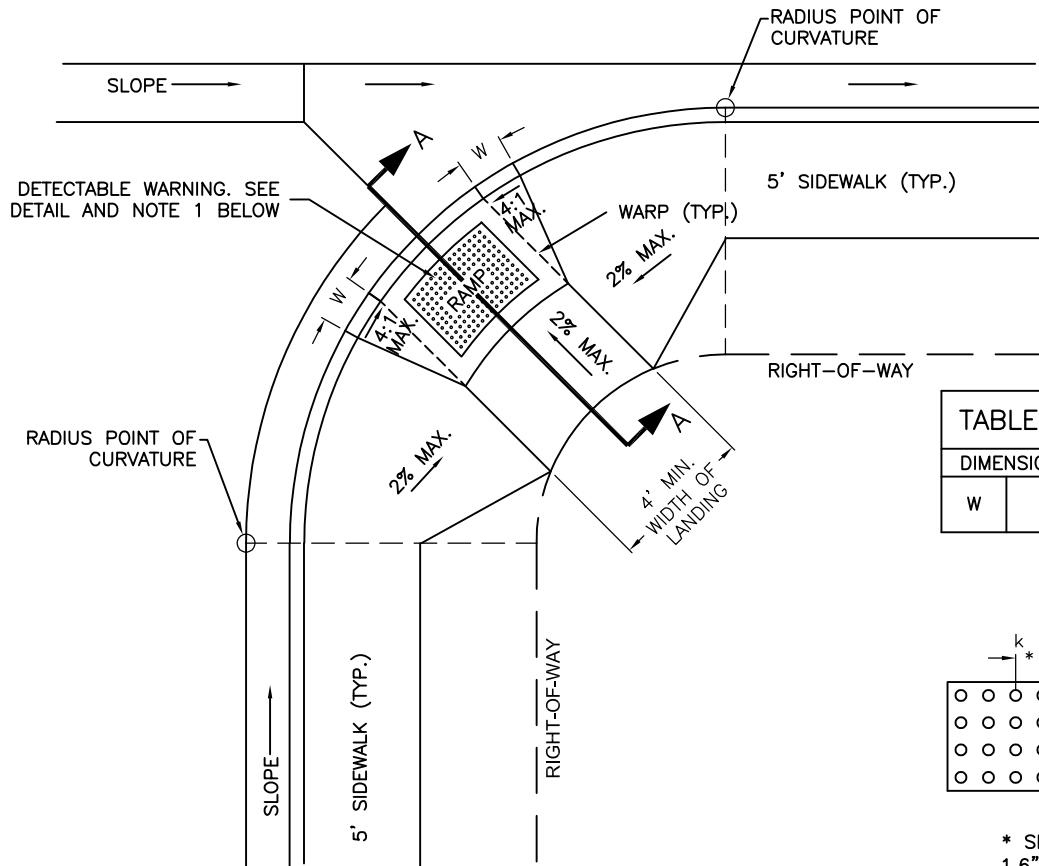 RADIUS POINT OF
CURVATURE
SLOPE
A
W
DETECTABLE WARNING. SEE
DETAIL AND NOTE 1 BELOW
4:1
MAX.
WARP (TYP.)
5' SIDEWALK (TYP.)
2% MAX.
RAMP
W
4:1
MAX.
2% MAX.
RIGHT-OF-WAY
A
RADIUS POINT OF
CURVATURE
2% MAX.
4' MIN.
WIDTH OF
LANDING
TABLE
W
k
*
RIGHT-OF-WAY
5' SIDEWALK (TYP.)
SLOPE